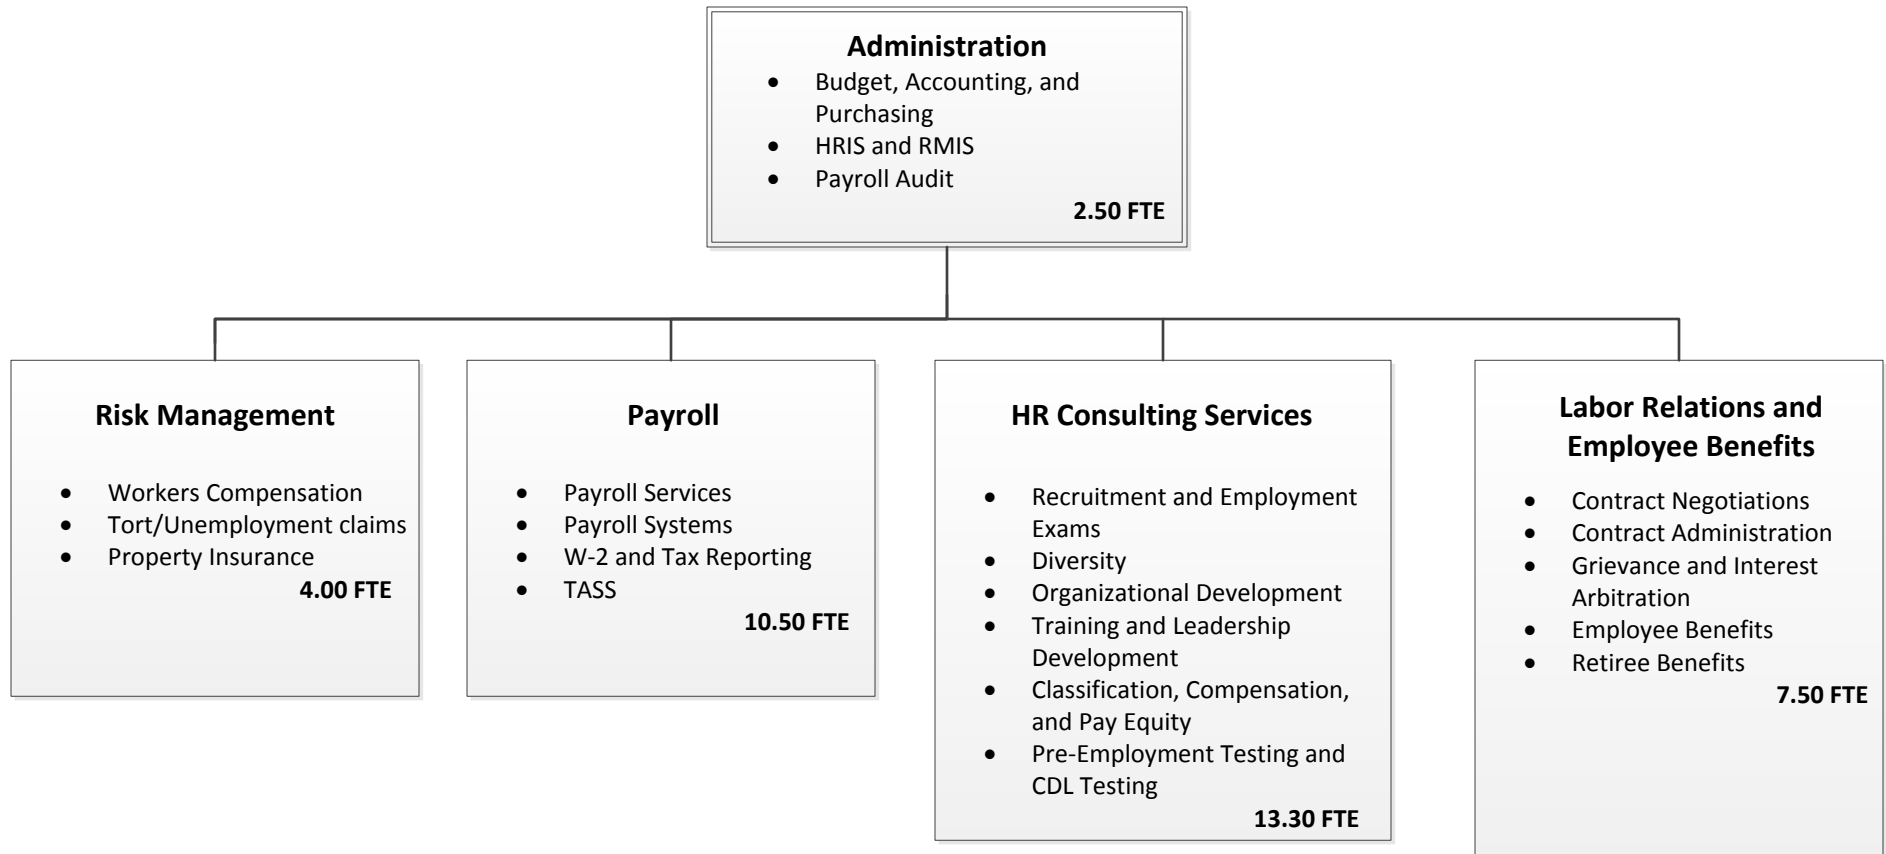 Administration
• Budget, Accounting, and
Purchasing
• HRIS and RMIS
• Payroll Audit
2.50 FTE
Risk Management
• Workers Compensation
• Tort/Unemployment claims
• Property Insurance
4.00 FTE
Payroll
• Payroll Services
• Payroll Systems
• W-2 and Tax Reporting
• TASS
10.50 FTE
HR Consulting Services
• Recruitment and Employment
Exams
• Diversity
• Organizational Development
• Training and Leadership
Development
• Classification, Compensation,
and Pay Equity
• Pre-Employment Testing and
CDL Testing
13.30 FTE
Labor Relations and
Employee Benefits
• Contract Negotiations
• Contract Administration
• Grievance and Interest
Arbitration
• Employee Benefits
• Retiree Benefits
7.50 FTE